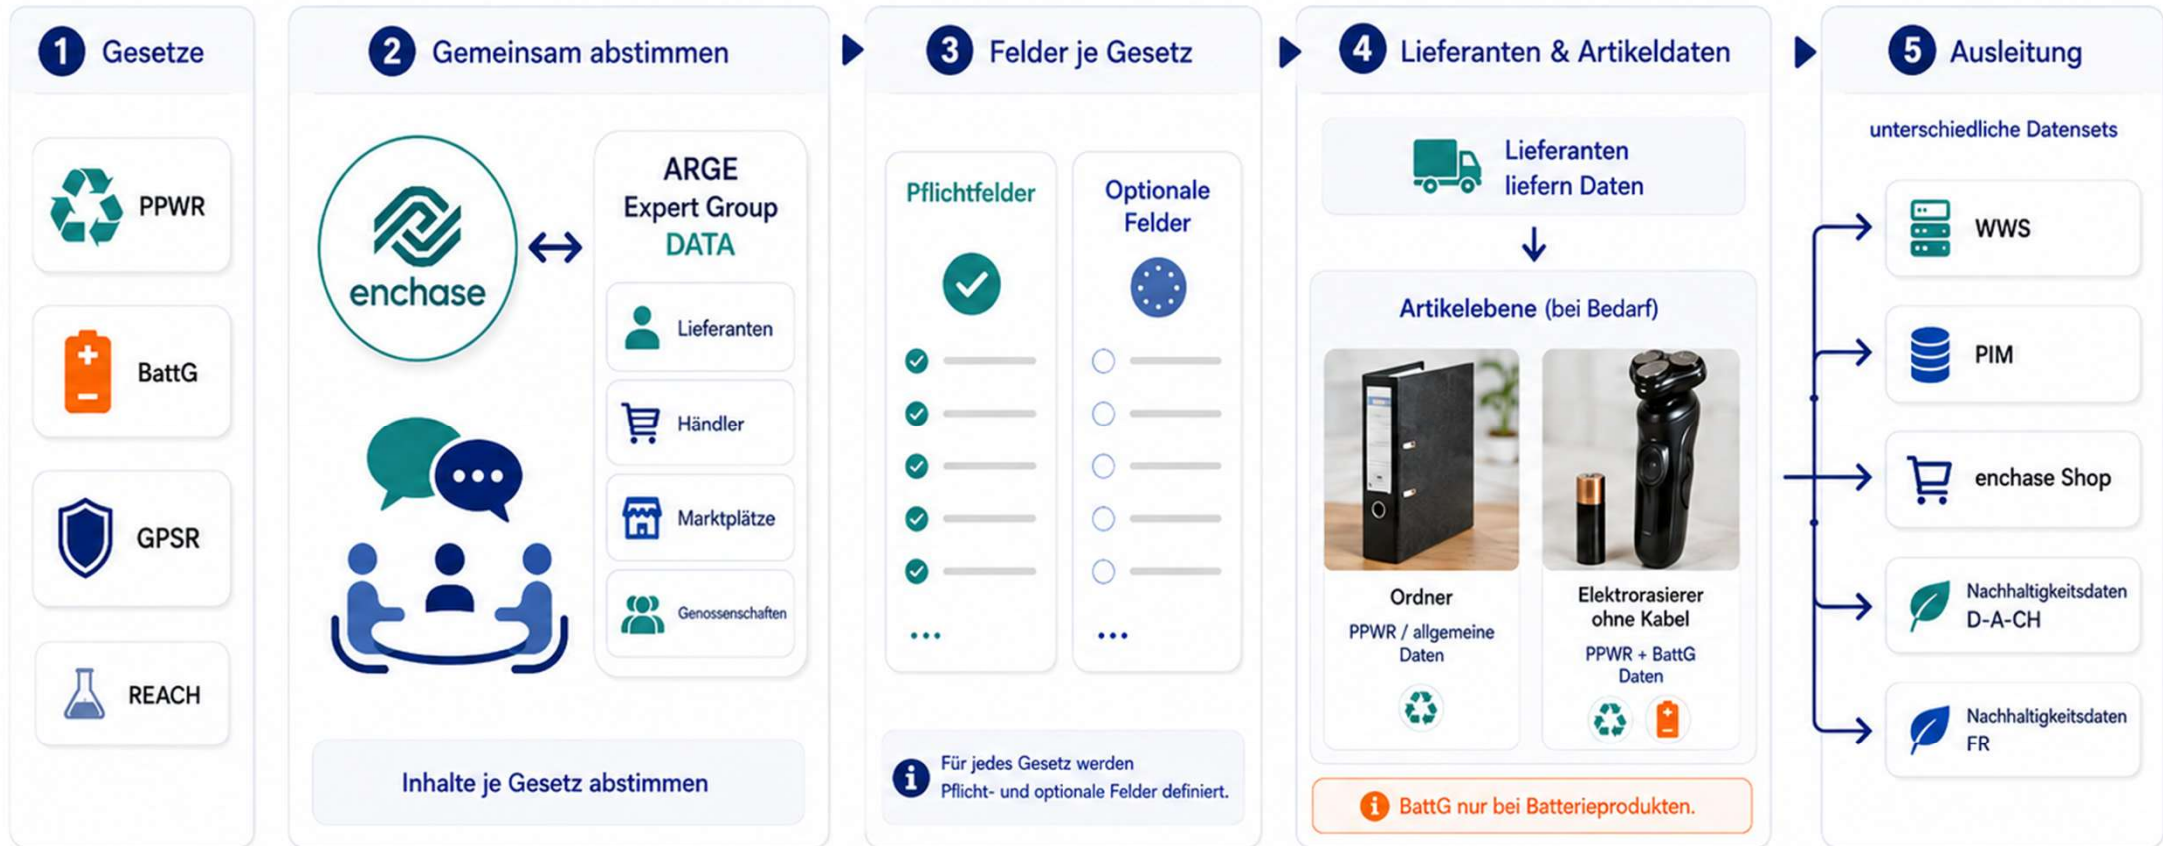 1 Gesetze
PPWR
BattG
GPSR
REACH
2 Gemeinsam abstimmen
enchase
ARGE
Expert Group
DATA
Lieferanten
Händler
Marktplätze
Genossenschaften
Inhalte je Gesetz abstimmen
3 Felder je Gesetz
Pflichtfelder
Optionale
Felder
Für jedes Gesetz werden
Pflicht- und optionale Felder definiert.
4 Lieferanten & Artikeldaten
Lieferanten
liefern Daten
Artikelebene (bei Bedarf)
Ordner
PPWR / allgemeine
Daten
Elektrorasierer
ohne Kabel
PPWR + BattG
Daten
BattG nur bei Batterieprodukten.
5 Ausleitung
unterschiedliche Datensets
WWS
PIM
enchase Shop
Nachhaltigkeitsdaten
D-A-CH
Nachhaltigkeitsdaten
FR